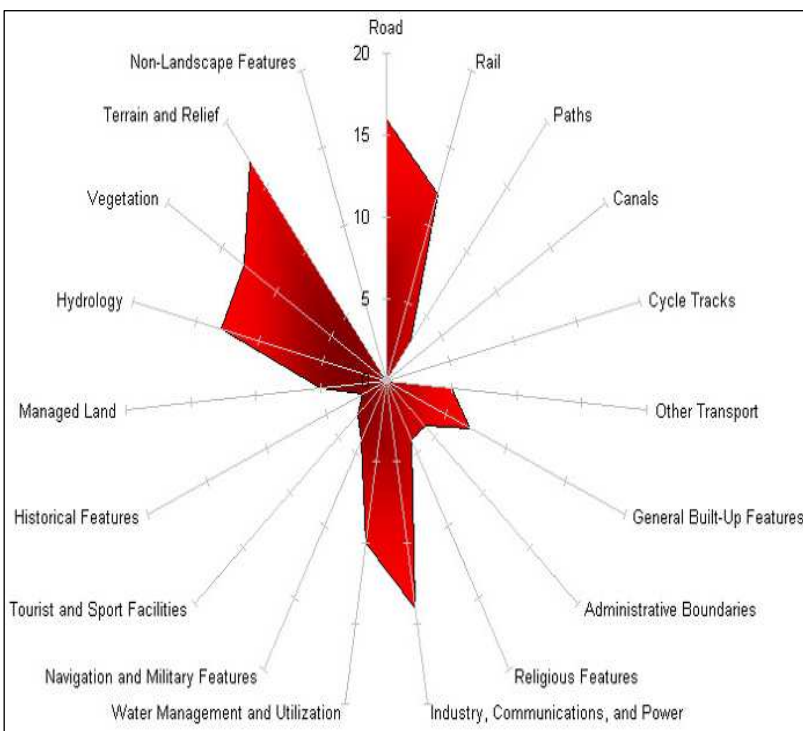 Road
20
Non-Landscape Features
Rail
Terrain and Relief
Paths
15
Vegetation
Canals
10
Hydrology
Cycle Tracks
5
Managed Land
Other Transport
Historical Features
General Built-Up Features
Tourist and Sport Facilities
Administrative Boundaries
Navigation and Military Features
Religious Features
Water Management and Utilization
Industry, Communications, and Power